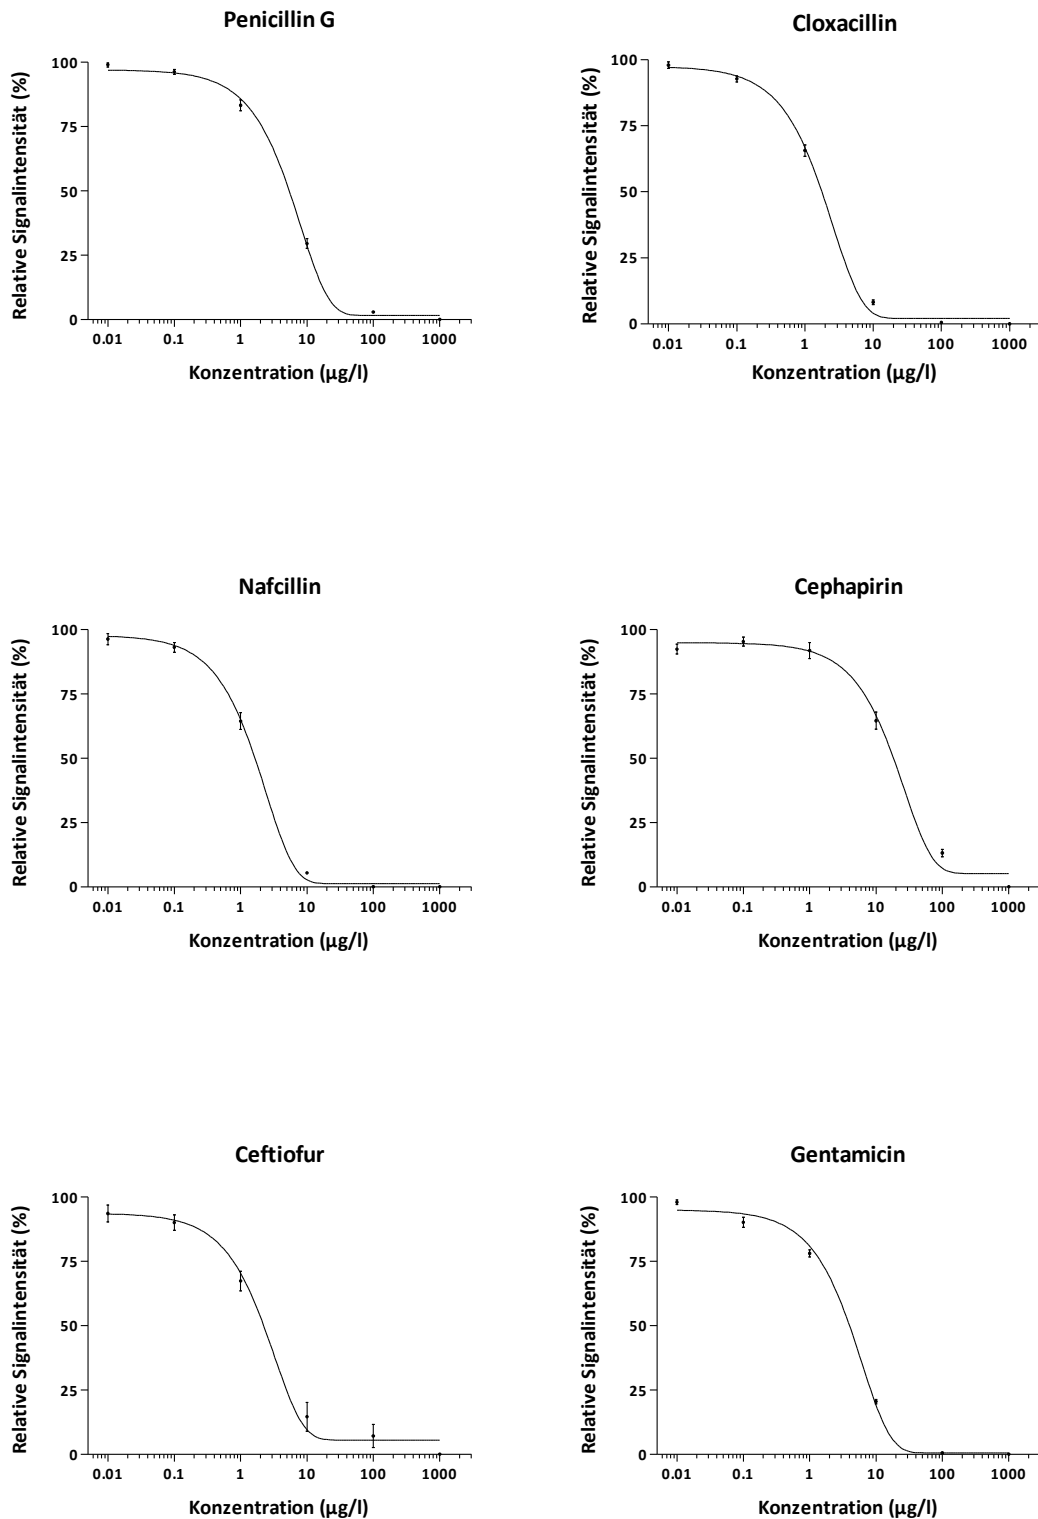 Penicillin G
Relative Signalintensität (%)
100
75
50
25
0
0.01 0.1 1 10 100 1000
Konzentration (µg/l)
Cloxacillin
Relative Signalintensität (%)
100
75
50
25
0
0.01 0.1 1 10 100 1000
Konzentration (µg/l)
Nafcillin
Relative Signalintensität (%)
100
75
50
25
0
0.01 0.1 1 10 100 1000
Konzentration (µg/l)
Cephapirin
Relative Signalintensität (%)
100
75
50
25
0
0.01 0.1 1 10 100 1000
Konzentration (µg/l)
Ceftiofur
Relative Signalintensität (%)
100
75
50
25
0
0.01 0.1 1 10 100 1000
Konzentration (µg/l)
Gentamicin
Relative Signalintensität (%)
100
75
50
25
0
0.01 0.1 1 10 100 1000
Konzentration (µg/l)